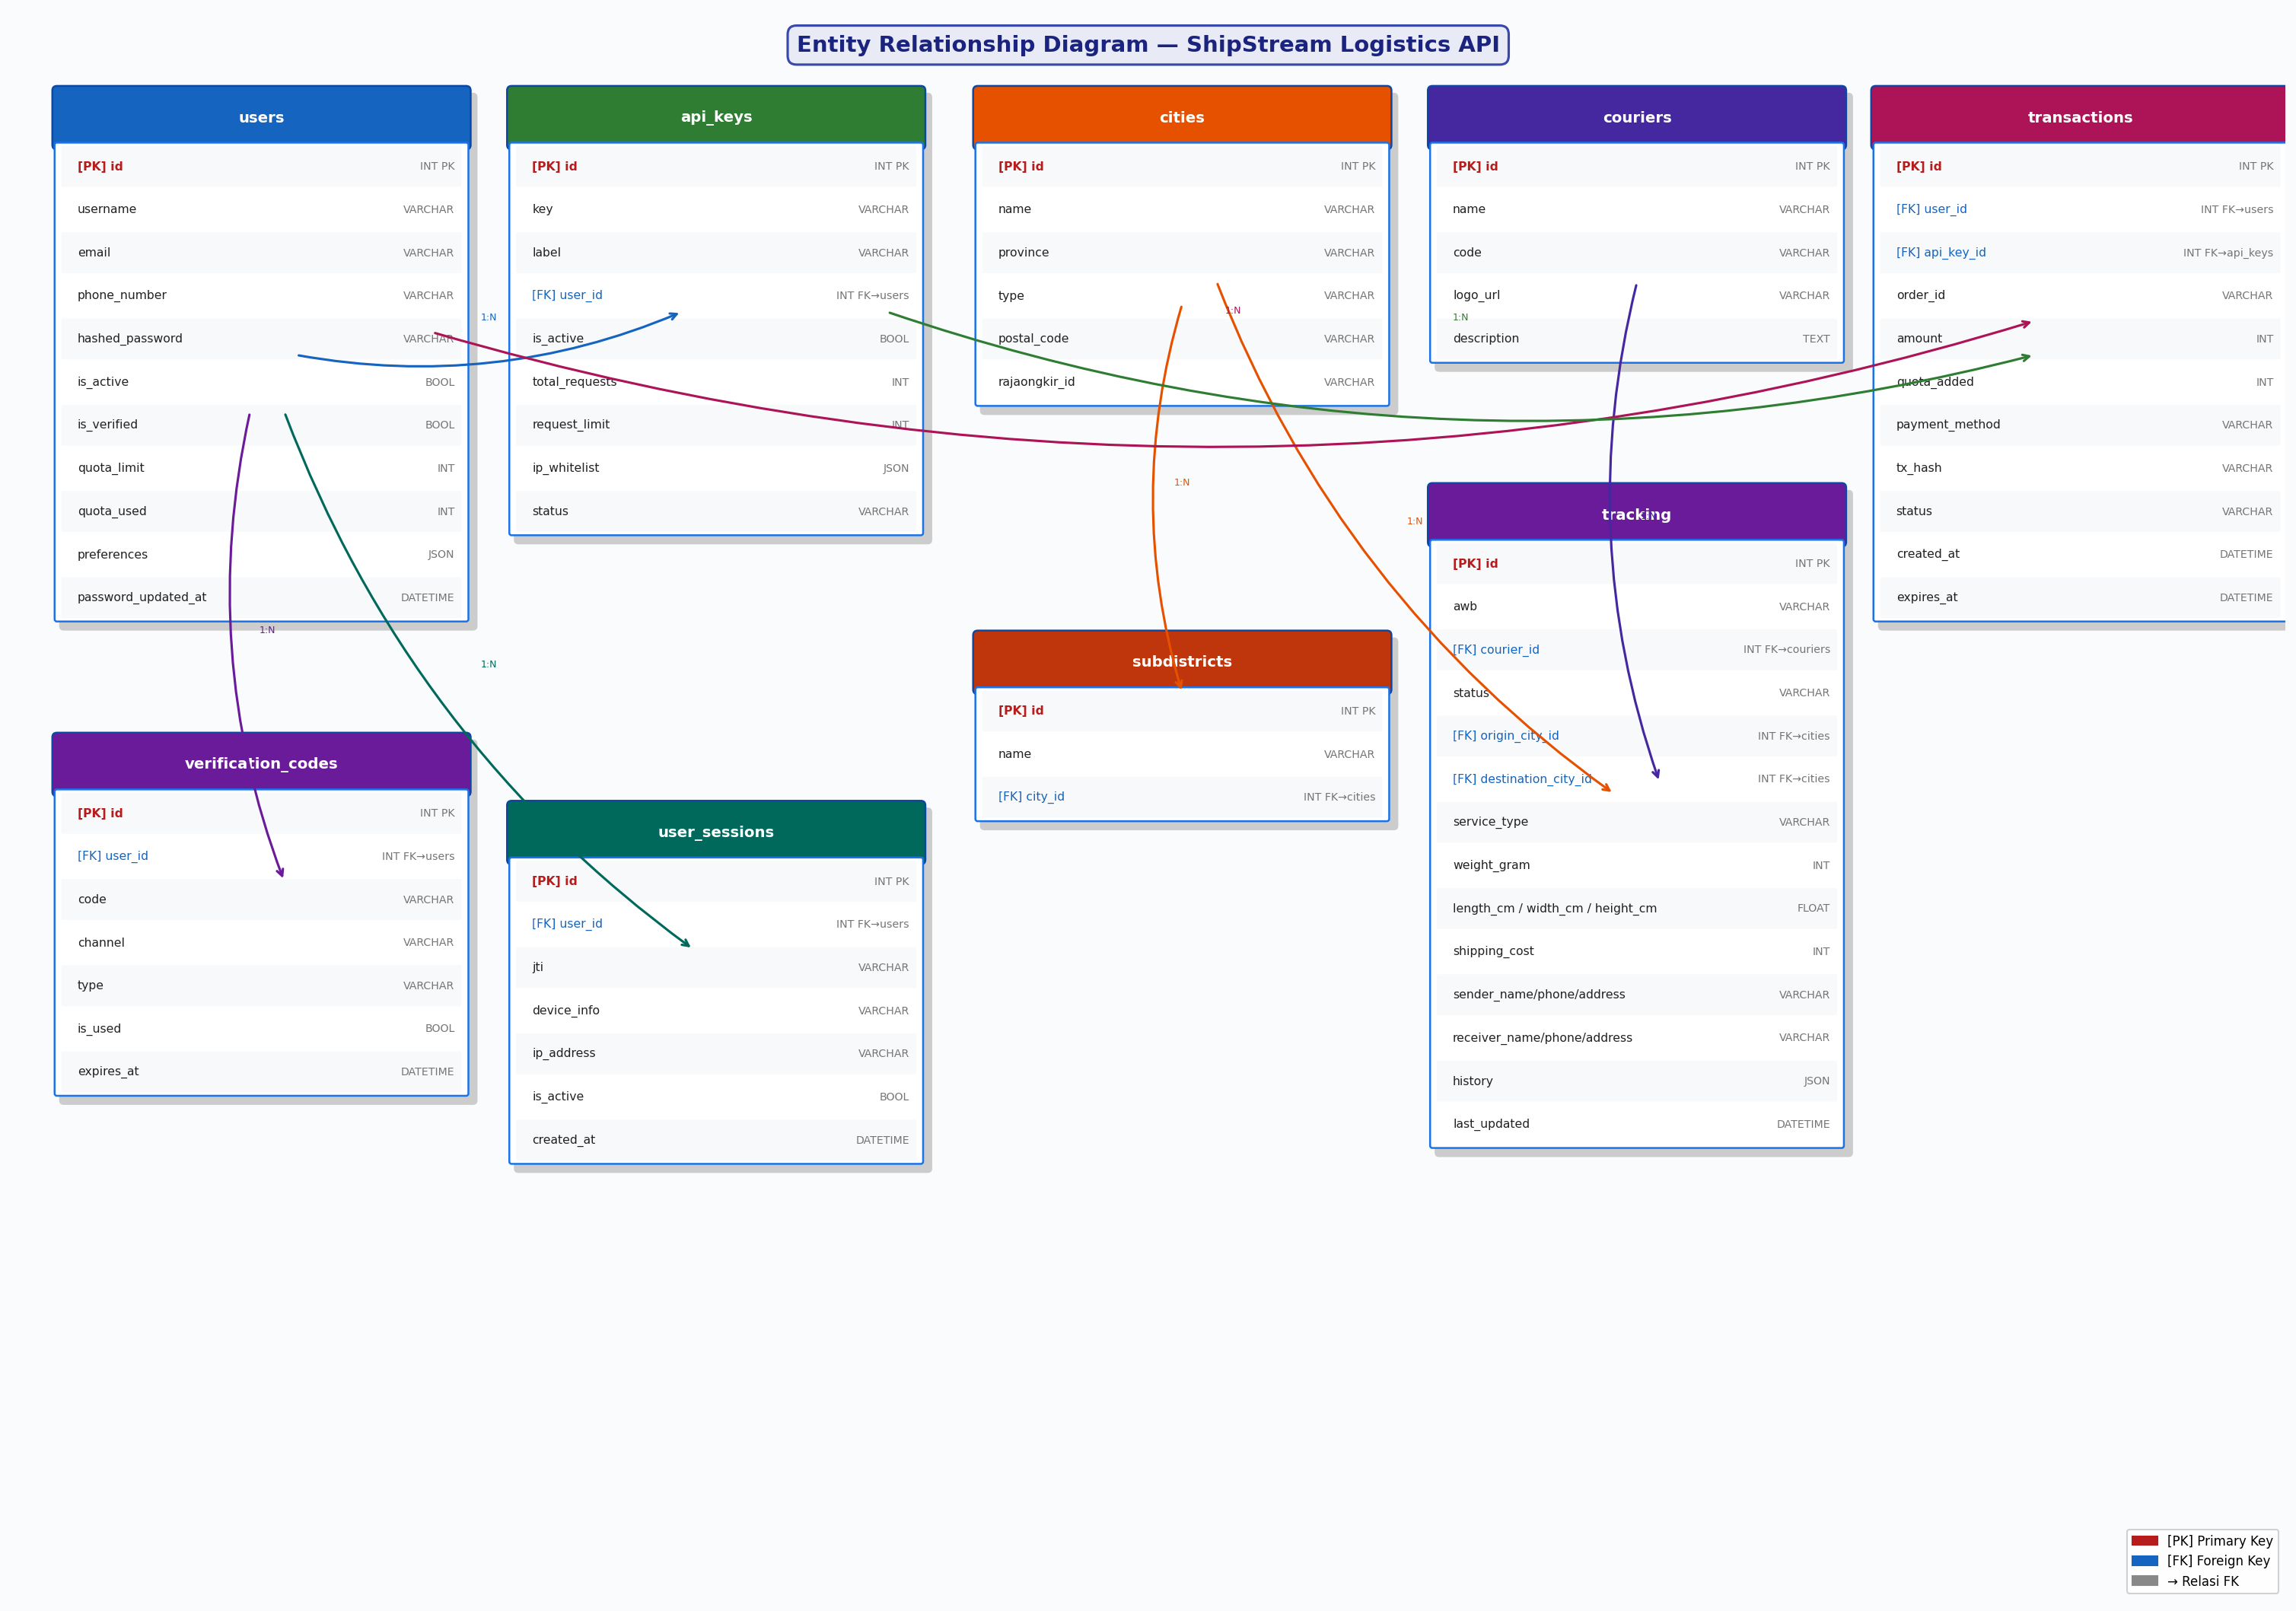 Entity Relationship Diagram — ShipStream Logistics API
users
[PK] id INT PK
username VARCHAR
email VARCHAR
phone_number VARCHAR
hashed_password VARCHAR
is_active BOOL
is_verified BOOL
quota_limit INT
quota_used INT
preferences JSON
password_updated_at DATETIME
api_keys
[PK] id INT PK
key VARCHAR
label VARCHAR
[FK] user_id INT FK→users
is_active BOOL
total_requests INT
request_limit INT
ip_whitelist JSON
status VARCHAR
cities
[PK] id INT PK
name VARCHAR
province VARCHAR
type VARCHAR
postal_code VARCHAR
rajaongkir_id VARCHAR
couriers
[PK] id INT PK
name VARCHAR
code VARCHAR
logo_url VARCHAR
description TEXT
transactions
[PK] id INT PK
[FK] user_id INT FK→users
[FK] api_key_id INT FK→api_keys
order_id VARCHAR
amount INT
quota_added INT
payment_method VARCHAR
tx_hash VARCHAR
status VARCHAR
created_at DATETIME
expires_at DATETIME
1:N
1:N
1:N
1:N
1:N
1:N
1:N
verification_codes
[PK] id INT PK
[FK] user_id INT FK→users
code VARCHAR
channel VARCHAR
type VARCHAR
is_used BOOL
expires_at DATETIME
user_sessions
[PK] id INT PK
[FK] user_id INT FK→users
jti VARCHAR
device_info VARCHAR
ip_address VARCHAR
is_active BOOL
created_at DATETIME
subdistricts
[PK] id INT PK
name VARCHAR
[FK] city_id INT FK→cities
tracking
[PK] id INT PK
awb VARCHAR
[FK] courier_id INT FK→couriers
status VARCHAR
[FK] origin_city_id INT FK→cities
[FK] destination_city_id INT FK→cities
service_type VARCHAR
weight_gram INT
length_cm / width_cm / height_cm FLOAT
shipping_cost INT
sender_name/phone/address VARCHAR
receiver_name/phone/address VARCHAR
history JSON
last_updated DATETIME
[PK] Primary Key
[FK] Foreign Key
→ Relasi FK